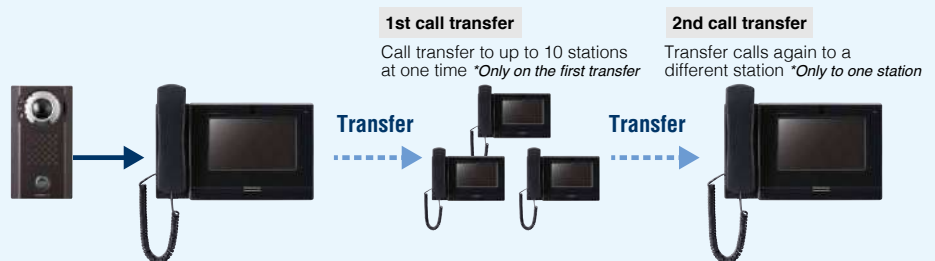 1st call transfer
Call transfer to up to 10 stations
at one time *Only on the first transfer
2nd call transfer
Transfer calls again to a
different station *Only to one station
Transfer
Transfer